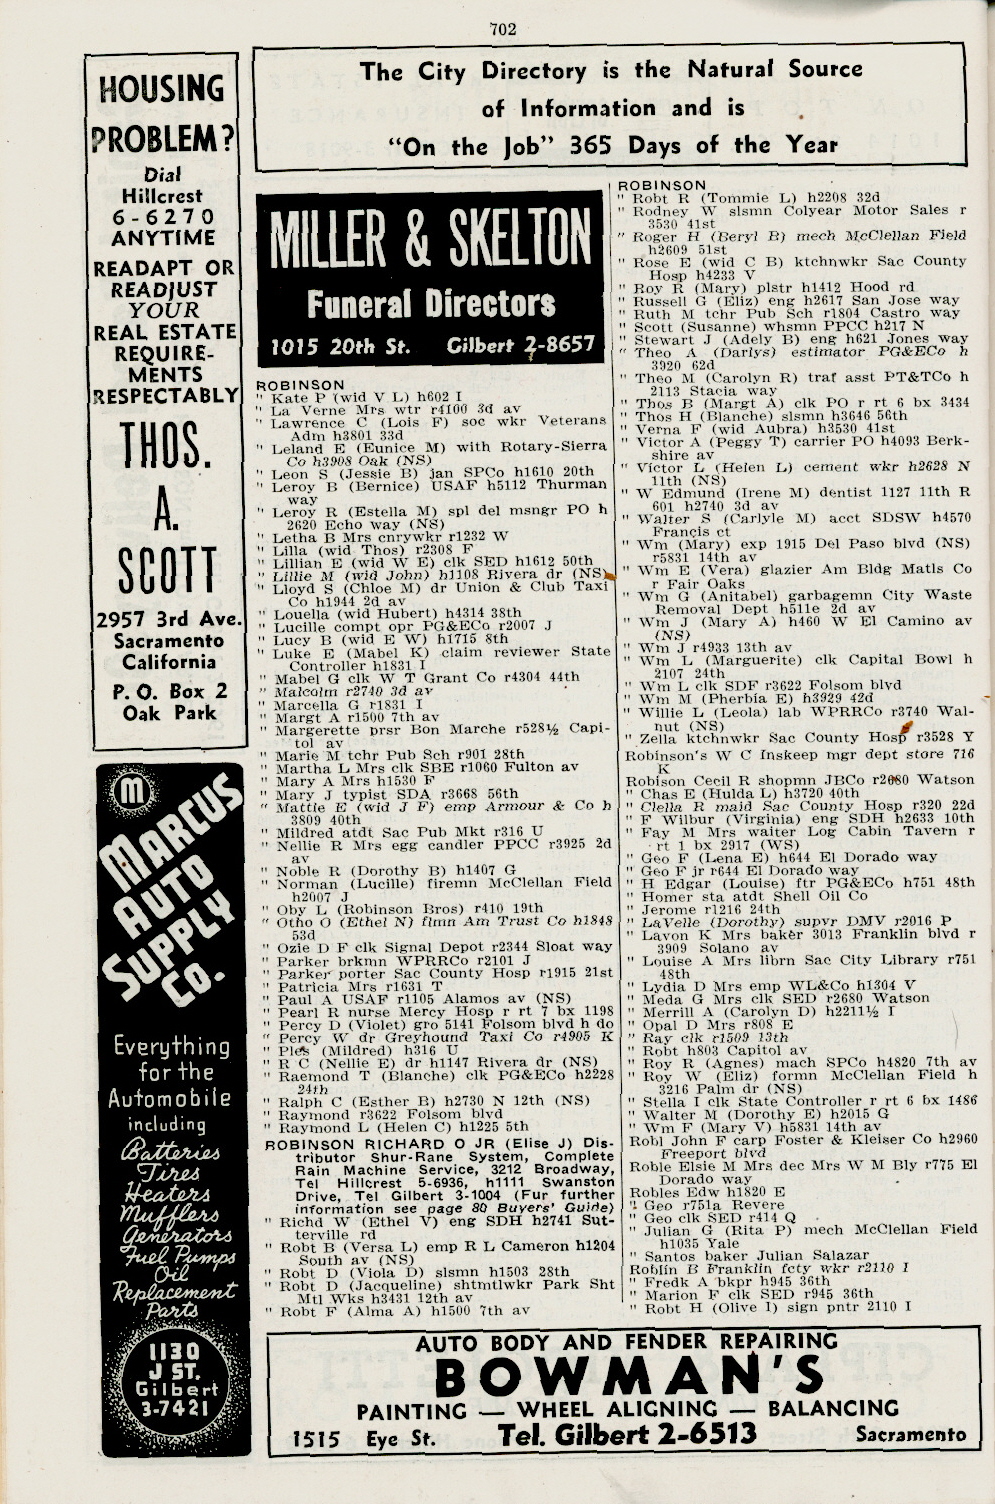 702
HOUSING
PROBLEM?
Dial
Hillcrest
6-6270
ANYTIME
READAPT OR
READJUST
YOUR
REAL ESTATE
REQUIRE-
MENTS
RESPECTABLY
THOS.
A.
SCOTT
2957 3rd Ave.
Sacramento
California
P. O. Box 2
Oak Park
M
MARCUS
AUTO
SUPPLY
CO.
Everything
for the
Automobile
including
Batteries
Tires
Heaters
Mufflers
Generators
Fuel Pumps
Oil
Replacement
Parts
1130
J ST.
Gilbert
3-7421
The City Directory is the Natural Source
of Information and is
"On the Job" 365 Days of the Year
MILLER & SKELTON
Funeral Directors
1015 20th St. Gilbert 2-8657
ROBINSON
" Kate P (wid V L) h602 I
" La Verne Mrs wtr r4100 3d av
" Lawrence C (Lois F) soc wkr Veterans
Adm h3801 33d
" Leland E (Eunice M) with Rotary-Sierra
Co h3908 Oak (NS)
" Leon S (Jessie B) jan SPCo h1610 20th
" Leroy B (Bernice) USAF h5112 Thurman
way
" Leroy R (Estella M) spl del msngr PO h
2620 Echo way (NS)
" Letha B Mrs cnrywkr r1232 W
" Lilla (wid Thos) r2308 F
" Lillian E (wid W E) clk SED h1612 50th
" Lillie M (wid John) h1108 Rivera dr (NS)
" Lloyd S (Chloe M) dr Union & Club Taxi
Co h1944 2d av
" Louella (wid Hubert) h4314 38th
" Lucille compt opr PG&ECo r2007 J
" Lucy B (wid E W) h1715 8th
" Luke E (Mabel K) claim reviewer State
Controller h1831 I
" Mabel G clk W T Grant Co r4304 44th
" Malcolm r2740 3d av
" Marcella G r1831 I
" Margt A r1500 7th av
" Margerette prsr Bon Marche r528½ Capi-
tol av
" Marie M tchr Pub Sch r901 28th
" Martha L Mrs clk SBE r1060 Fulton av
" Mary A Mrs h1530 F
" Mary J typist SDA r3668 56th
" Mattie E (wid J F) emp Armour & Co h
3809 40th
" Mildred atdt Sac Pub Mkt r316 U
" Nellie R Mrs egg candler PPCC r3925 2d
av
" Noble R (Dorothy B) h1407 G
" Norman (Lucille) firemn McClellan Field
h2007 J
" Oby L (Robinson Bros) r410 19th
" Otho O (Ethel N) flmn Am Trust Co h1848
53d
" Ozie D F clk Signal Depot r2344 Sloat way
" Parker brkmn WPRRCo r2101 J
" Parker porter Sac County Hosp r1915 21st
" Patricia Mrs r1631 T
" Paul A USAF r1105 Alamos av (NS)
" Pearl R nurse Mercy Hosp r rt 7 bx 1198
" Percy D (Violet) gro 5141 Folsom blvd h do
" Percy W dr Greyhound Taxi Co r4905 K
" Ples (Mildred) h316 U
" R C (Nellie E) dr h1147 Rivera dr (NS)
" Raemond T (Blanche) clk PG&ECo h2228
24th
" Ralph C (Esther B) h2730 N 12th (NS)
" Raymond r3622 Folsom blvd
" Raymond L (Helen C) h1225 5th
ROBINSON RICHARD O JR (Elise J) Dis-
tributor Shur-Rane System, Complete
Rain Machine Service, 3212 Broadway,
Tel Hillcrest 5-6936, h1111 Swanston
Drive, Tel Gilbert 3-1004 (Fur further
information see page 80 Buyers' Guide)
" Richd W (Ethel V) eng SDH h2741 Sut-
terville rd
" Robt B (Versa L) emp R L Cameron h1204
South av (NS)
" Robt D (Viola D) slsmn h1503 28th
" Robt D (Jacqueline) shtmtlwkr Park Sht
Mtl Wks h3431 12th av
" Robt F (Alma A) h1500 7th av
ROBINSON
" Robt R (Tommie L) h2208 32d
" Rodney W slsmn Colyear Motor Sales r
3530 41st
" Roger H (Beryl B) mech McClellan Field
h2609 51st
" Rose E (wid C B) ktchnwkr Sac County
Hosp h4233 V
" Roy R (Mary) plstr h1412 Hood rd
" Russell G (Eliz) eng h2617 San Jose way
" Ruth M tchr Pub Sch r1804 Castro way
" Scott (Susanne) whsmn PPCC h217 N
" Stewart J (Adely B) eng h621 Jones way
" Theo A (Darlys) estimator PG&ECo h
3920 62d
" Theo M (Carolyn R) traf asst PT&TCo h
2113 Stacia way
" Thos B (Margt A) clk PO r rt 6 bx 3434
" Thos H (Blanche) slsmn h3646 56th
" Verna F (wid Aubra) h3530 41st
" Victor A (Peggy T) carrier PO h4093 Berk-
shire av
" Victor L (Helen L) cement wkr h2628 N
11th (NS)
" W Edmund (Irene M) dentist 1127 11th R
601 h2740 3d av
" Walter S (Carlyle M) acct SDSW h4570
Francis ct
" Wm (Mary) exp 1915 Del Paso blvd (NS)
r5831 14th av
" Wm E (Vera) glazier Am Bldg Matls Co
r Fair Oaks
" Wm G (Anitabel) garbagemn City Waste
Removal Dept h511e 2d av
" Wm J (Mary A) h460 W El Camino av
(NS)
" Wm J r4933 13th av
" Wm L (Marguerite) clk Capital Bowl h
2107 24th
" Wm L clk SDF r3622 Folsom blvd
" Wm M (Pherbia E) h3929 42d
" Willie L (Leola) lab WPRRCo r3740 Wal-
nut (NS)
" Zella ktchnwkr Sac County Hosp r3528 Y
Robinson's W C Inskeep mgr dept store 716
K
Robison Cecil R shopmn JBCo r2680 Watson
" Chas E (Hulda L) h3720 40th
" Clella R maid Sac County Hosp r320 22d
" F Wilbur (Virginia) eng SDH h2633 10th
" Fay M Mrs waiter Log Cabin Tavern r
rt 1 bx 2917 (WS)
" Geo F (Lena E) h644 El Dorado way
" Geo F jr r644 El Dorado way
" H Edgar (Louise) ftr PG&ECo h751 48th
" Homer sta atdt Shell Oil Co
" Jerome r1216 24th
" LaVelle (Dorothy) supvr DMV r2016 P
" Lavon K Mrs baker 3013 Franklin blvd r
3909 Solano av
" Louise A Mrs librn Sac City Library r751
48th
" Lydia D Mrs emp WL&Co h1304 V
" Meda G Mrs clk SED r2680 Watson
" Merrill A (Carolyn D) h2211½ I
" Opal D Mrs r808 E
" Ray clk r1509 13th
" Robt h803 Capitol av
" Roy R (Agnes) mach SPCo h4820 7th av
" Roy W (Eliz) formn McClellan Field h
3216 Palm dr (NS)
" Stella I clk State Controller r rt 6 bx 1486
" Walter M (Dorothy E) h2015 G
" Wm F (Mary V) h5831 14th av
Robl John F carp Foster & Kleiser Co h2960
Freeport blvd
Roble Elsie M Mrs dec Mrs W M Bly r775 El
Dorado way
Robles Edw h1820 E
" Geo r751a Revere
" Geo clk SED r414 Q
" Julian G (Rita P) mech McClellan Field
h1035 Yale
" Santos baker Julian Salazar
Roblin B Franklin fcty wkr r2110 I
" Fredk A bkpr h945 36th
" Marion F clk SED r945 36th
" Robt H (Olive I) sign pntr 2110 I
AUTO BODY AND FENDER REPAIRING
BOWMAN'S
PAINTING — WHEEL ALIGNING — BALANCING
1515 Eye St. Tel. Gilbert 2-6513 Sacramento